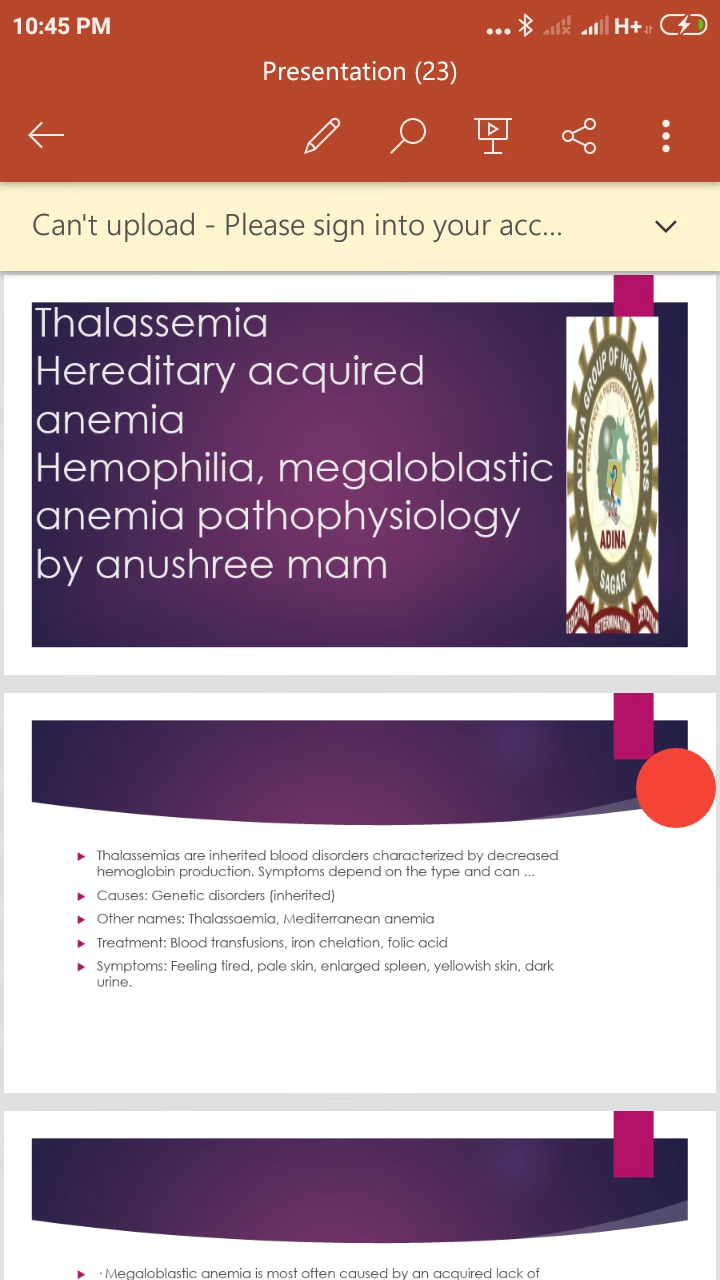 10:45 PM
H+
Presentation (23)
Can't upload - Please sign into your acc...
Thalassemia
Hereditary acquired
anemia
Hemophilia, megaloblastic
anemia pathophysiology
by anushree mam
ADINA GROUP OF INSTITUTIONS
ADINA
SAGAR
DEDICATION
DETERMINATION
DEVOTION
Thalassemias are inherited blood disorders characterized by decreased
hemoglobin production. Symptoms depend on the type and can ...
Causes: Genetic disorders (inherited)
Other names: Thalassaemia, Mediterranean anemia
Treatment: Blood transfusions, iron chelation, folic acid
Symptoms: Feeling tired, pale skin, enlarged spleen, yellowish skin, dark
urine.
· Megaloblastic anemia is most often caused by an acquired lack of